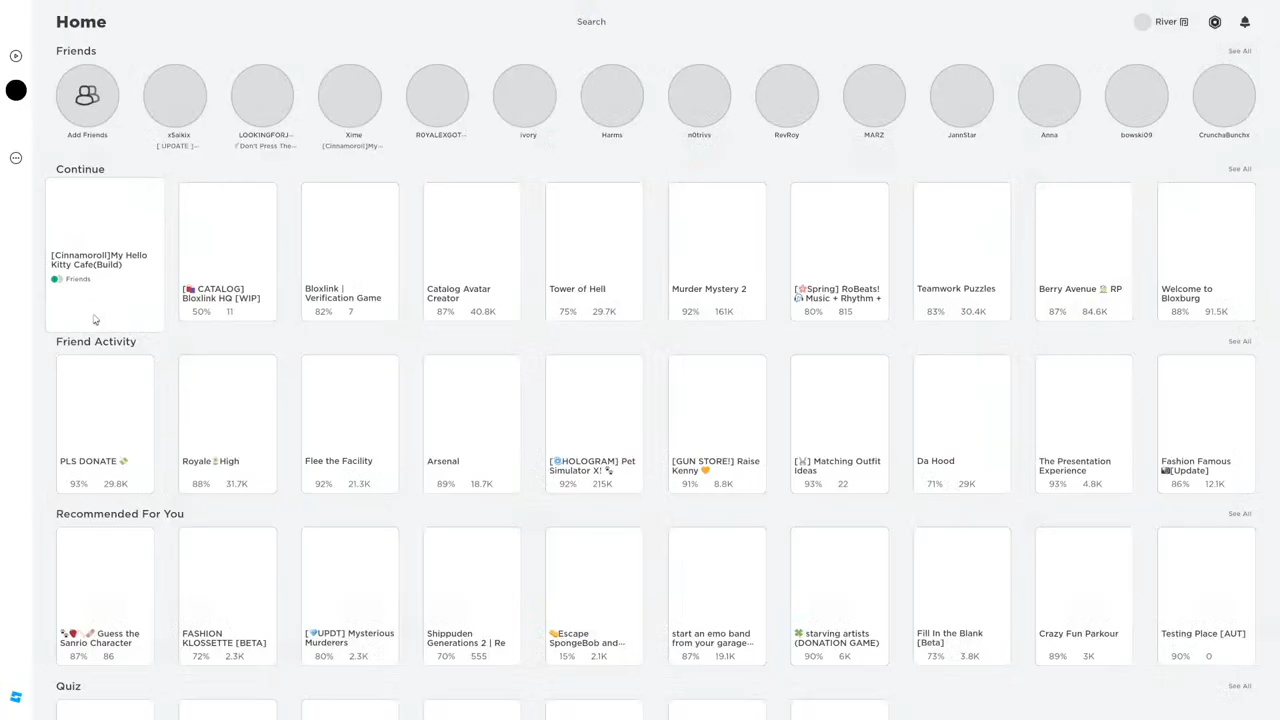 Home
Search
River
Friends
See All
Add Friends
xSaikix
LOOKINGFORJ...
Xime
R0YALEXGOT...
ivory
Harms
n0trivs
RevRoy
MARZ
JannStar
Anna
bowski09
CrunchaBunchx
[ UPDATE ]...
Don't Press The...
[Cinnamoroll]My...
Continue
See All
[Cinnamoroll]My Hello
Kitty Cafe(Build)
Friends
[🛍 CATALOG]
Bloxlink HQ [WIP]
50% 11
Bloxlink |
Verification Game
82% 7
Catalog Avatar
Creator
87% 40.8K
Tower of Hell
75% 29.7K
Murder Mystery 2
92% 161K
[🌸Spring] RoBeats!
🎧 Music + Rhythm +
80% 815
Teamwork Puzzles
83% 30.4K
Berry Avenue 🏠 RP
87% 84.6K
Welcome to
Bloxburg
88% 91.5K
Friend Activity
See All
PLS DONATE 💸
93% 29.8K
Royale High
88% 31.7K
Flee the Facility
92% 21.3K
Arsenal
89% 18.7K
[🌀HOLOGRAM] Pet
Simulator X! 🐾
92% 215K
[GUN STORE!] Raise
Kenny 🧡
91% 8.8K
[] Matching Outfit
Ideas
93% 22
Da Hood
71% 29K
The Presentation
Experience
93% 4.8K
Fashion Famous
📸[Update]
86% 12.1K
Recommended For You
See All
Guess the
Sanrio Character
87% 86
FASHION
KLOSSETTE [BETA]
72% 2.3K
[💎UPDT] Mysterious
Murderers
80% 2.3K
Shippuden
Generations 2 | Re
70% 555
Escape
SpongeBob and...
15% 2.1K
start an emo band
from your garage...
87% 19.1K
🍀 starving artists
(DONATION GAME)
90% 6K
Fill In the Blank
[Beta]
73% 3.8K
Crazy Fun Parkour
89% 3K
Testing Place [AUT]
90% 0
Quiz
See All